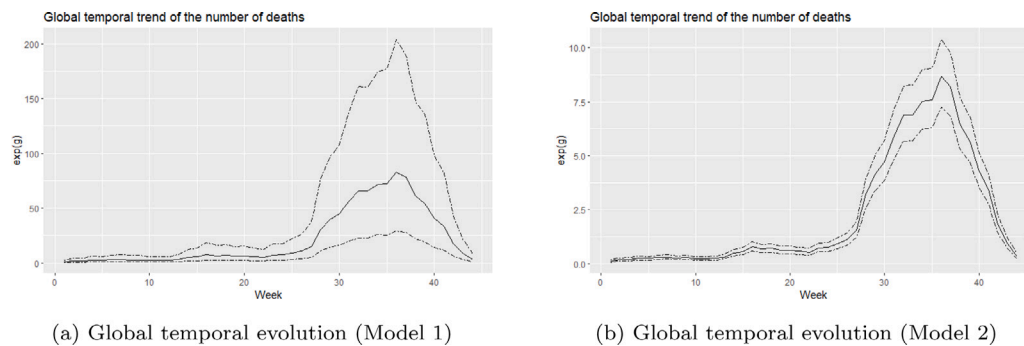 Global temporal trend of the number of deaths
200
150
100
50
0
exp(g)
0 10 20 30 40
Week
(a) Global temporal evolution (Model 1)
Global temporal trend of the number of deaths
10.0
7.5
5.0
2.5
0.0
exp(g)
0 10 20 30 40
Week
(b) Global temporal evolution (Model 2)